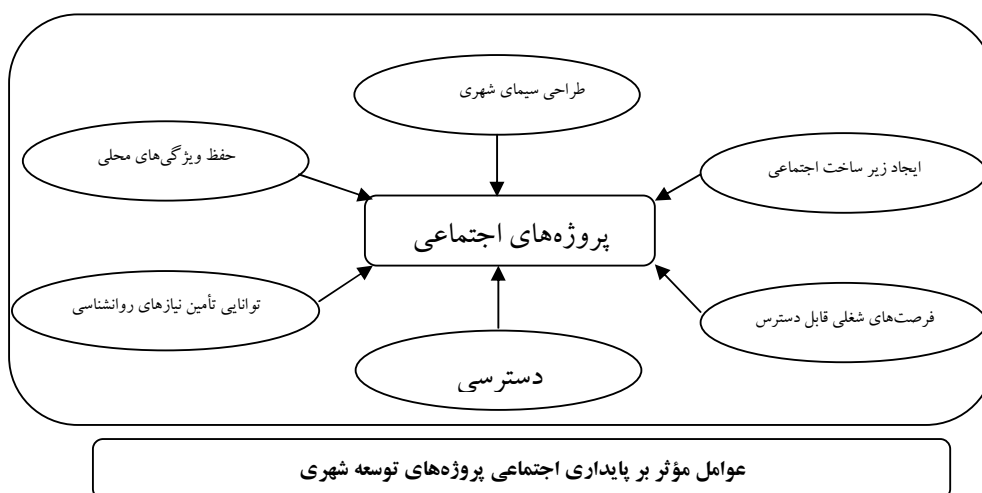 طراحی سیمای شهری
حفظ ویژگی‌های محلی
ایجاد زیر ساخت اجتماعی
پروژه‌های اجتماعی
توانایی تأمین نیازهای روانشناسی
فرصت‌های شغلی قابل دسترس
دسترسی
عوامل مؤثر بر پایداری اجتماعی پروژه‌های توسعه شهری